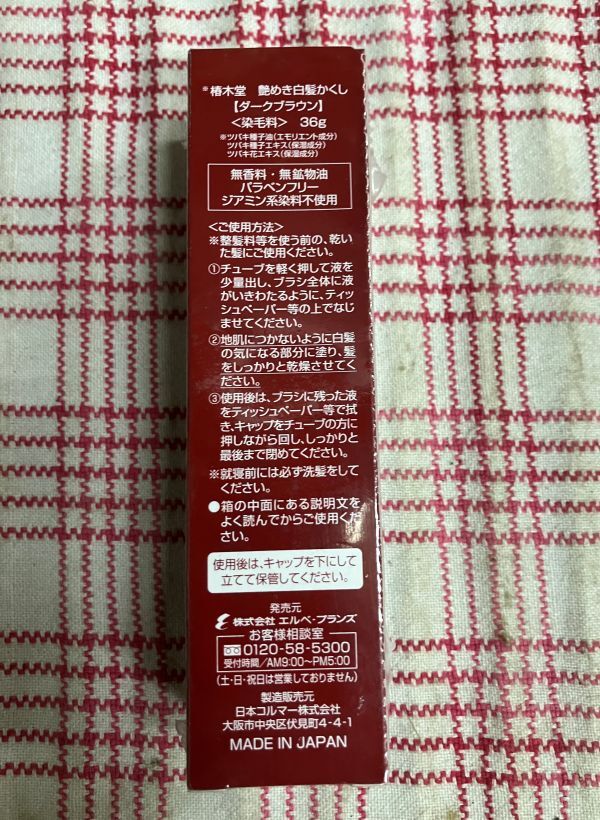 ※椿木堂 艶めき白髪かくし
【ダークブラウン】
<染毛料> 36g
※ツバキ種子油(エモリエント成分)
ツバキ種子エキス(保湿成分)
ツバキ花エキス(保湿成分)
無香料・無鉱物油
パラベンフリー
ジアミン系染料不使用
<ご使用方法>
※整髪料等を使う前の、乾い
た髪にご使用ください。
①チューブを軽く押して液を
少量出し、ブラシ全体に液
がいきわたるように、ティッ
シュペーパー等の上でなじ
ませてください。
②地肌につかないように白髪
の気になる部分に塗り、髪
をしっかりと乾燥させてく
ださい。
③使用後は、ブラシに残った液
をティッシュペーパー等で拭
き、キャップをチューブの方に
押しながら回し、しっかりと
最後まで閉めてください。
※就寝前には必ず洗髪をして
ください。
●箱の中面にある説明文を
よく読んでからご使用くだ
さい。
使用後は、キャップを下にして
立てて保管してください。
発売元
株式会社 エルベ・プランズ
お客様相談室
0120-58-5300
受付時間/AM9:00~PM5:00
(土・日・祝日は営業しておりません)
製造販売元
日本コルマー株式会社
大阪市中央区伏見町4-4-1
MADE IN JAPAN